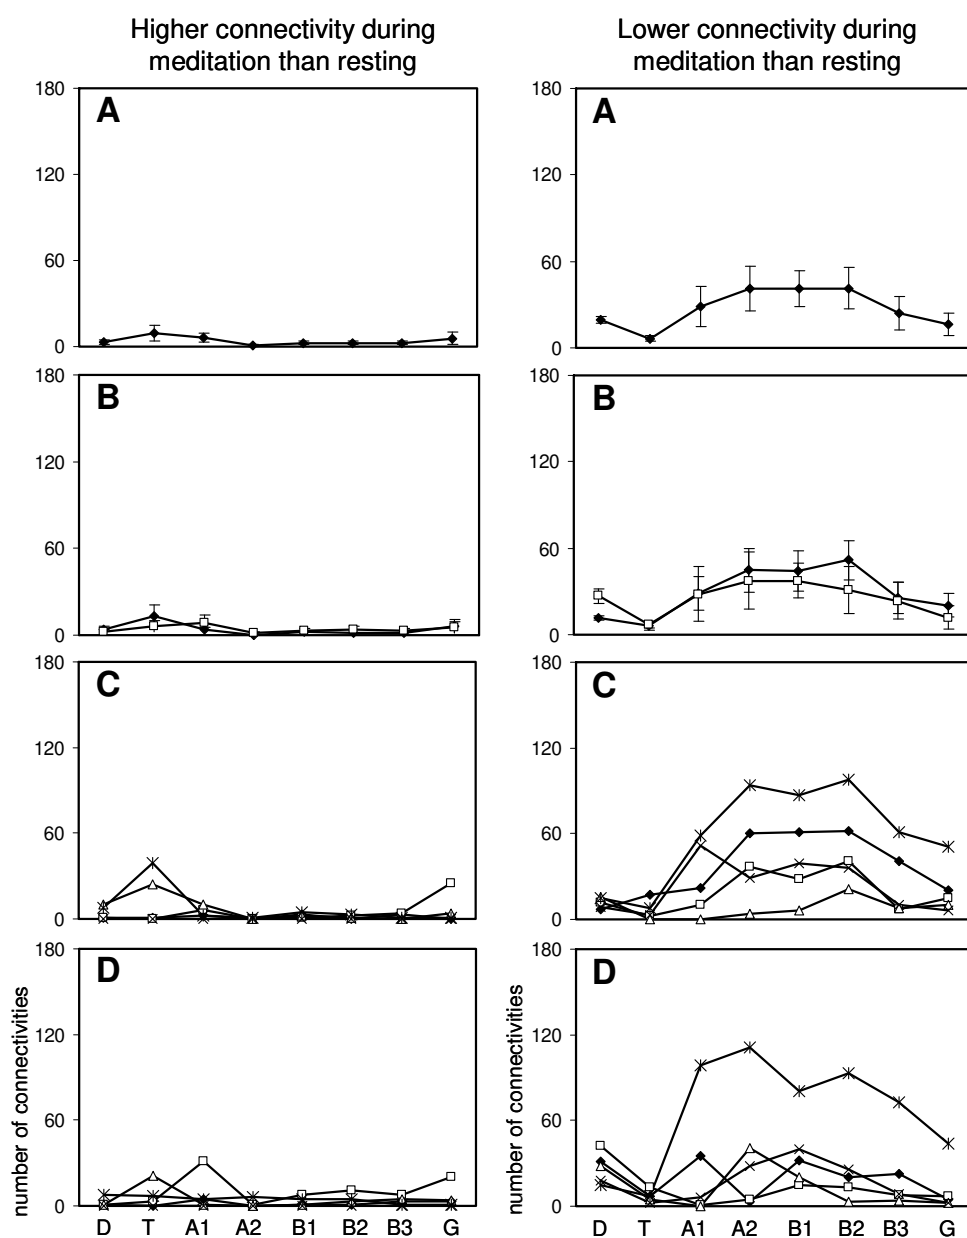 Higher connectivity during
meditation than resting
Lower connectivity during
meditation than resting
A
180
120
60
0
A
180
120
60
0
B
180
120
60
0
B
180
120
60
0
C
180
120
60
0
C
180
120
60
0
D
180
120
60
0
number of connectivities
D T A1 A2 B1 B2 B3 G
D
180
120
60
0
number of connectivities
D T A1 A2 B1 B2 B3 G